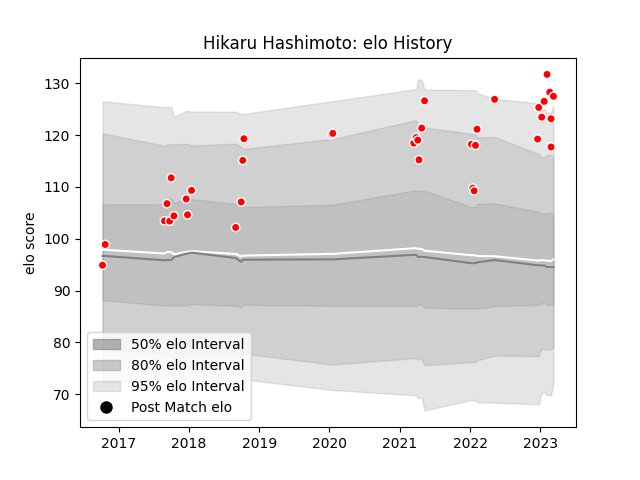 Hikaru Hashimoto: elo History
elo score
130
120
110
100
90
80
70
50% elo Interval
80% elo Interval
95% elo Interval
Post Match elo
2017 2018 2019 2020 2021 2022 2023